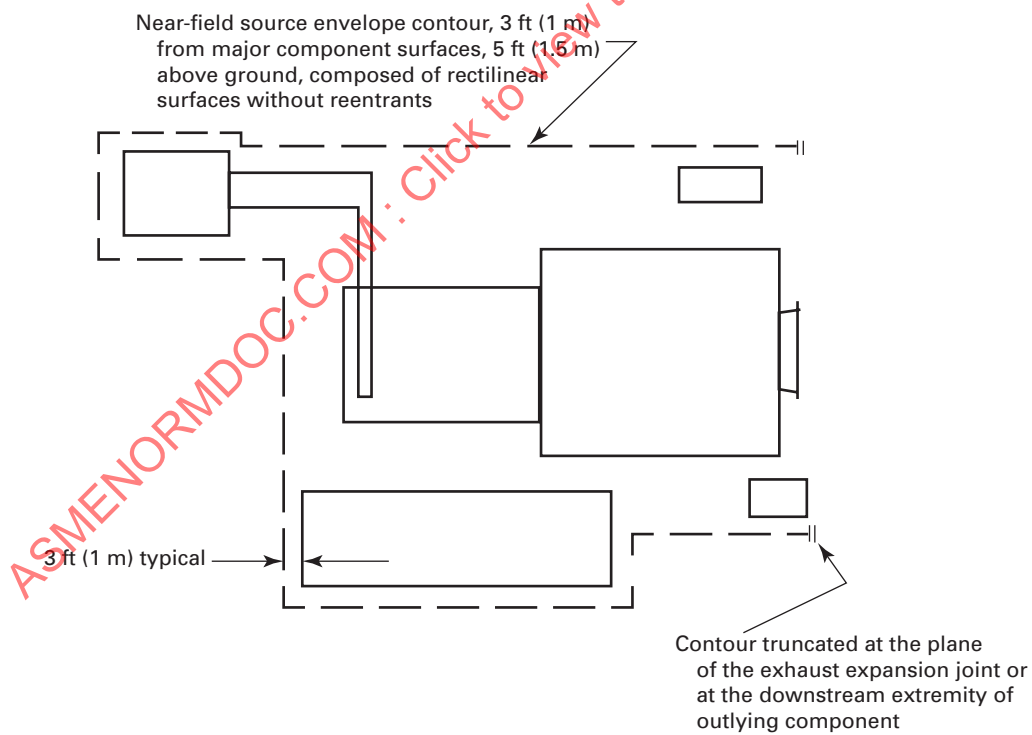 Near-field source envelope contour, 3 ft (1 m)
from major component surfaces, 5 ft (1.5 m)
above ground, composed of rectilinear
surfaces without reentrants
3 ft (1 m) typical
Contour truncated at the plane
of the exhaust expansion joint or
at the downstream extremity of
outlying component
ASMENORMDOC.COM : Click to view t